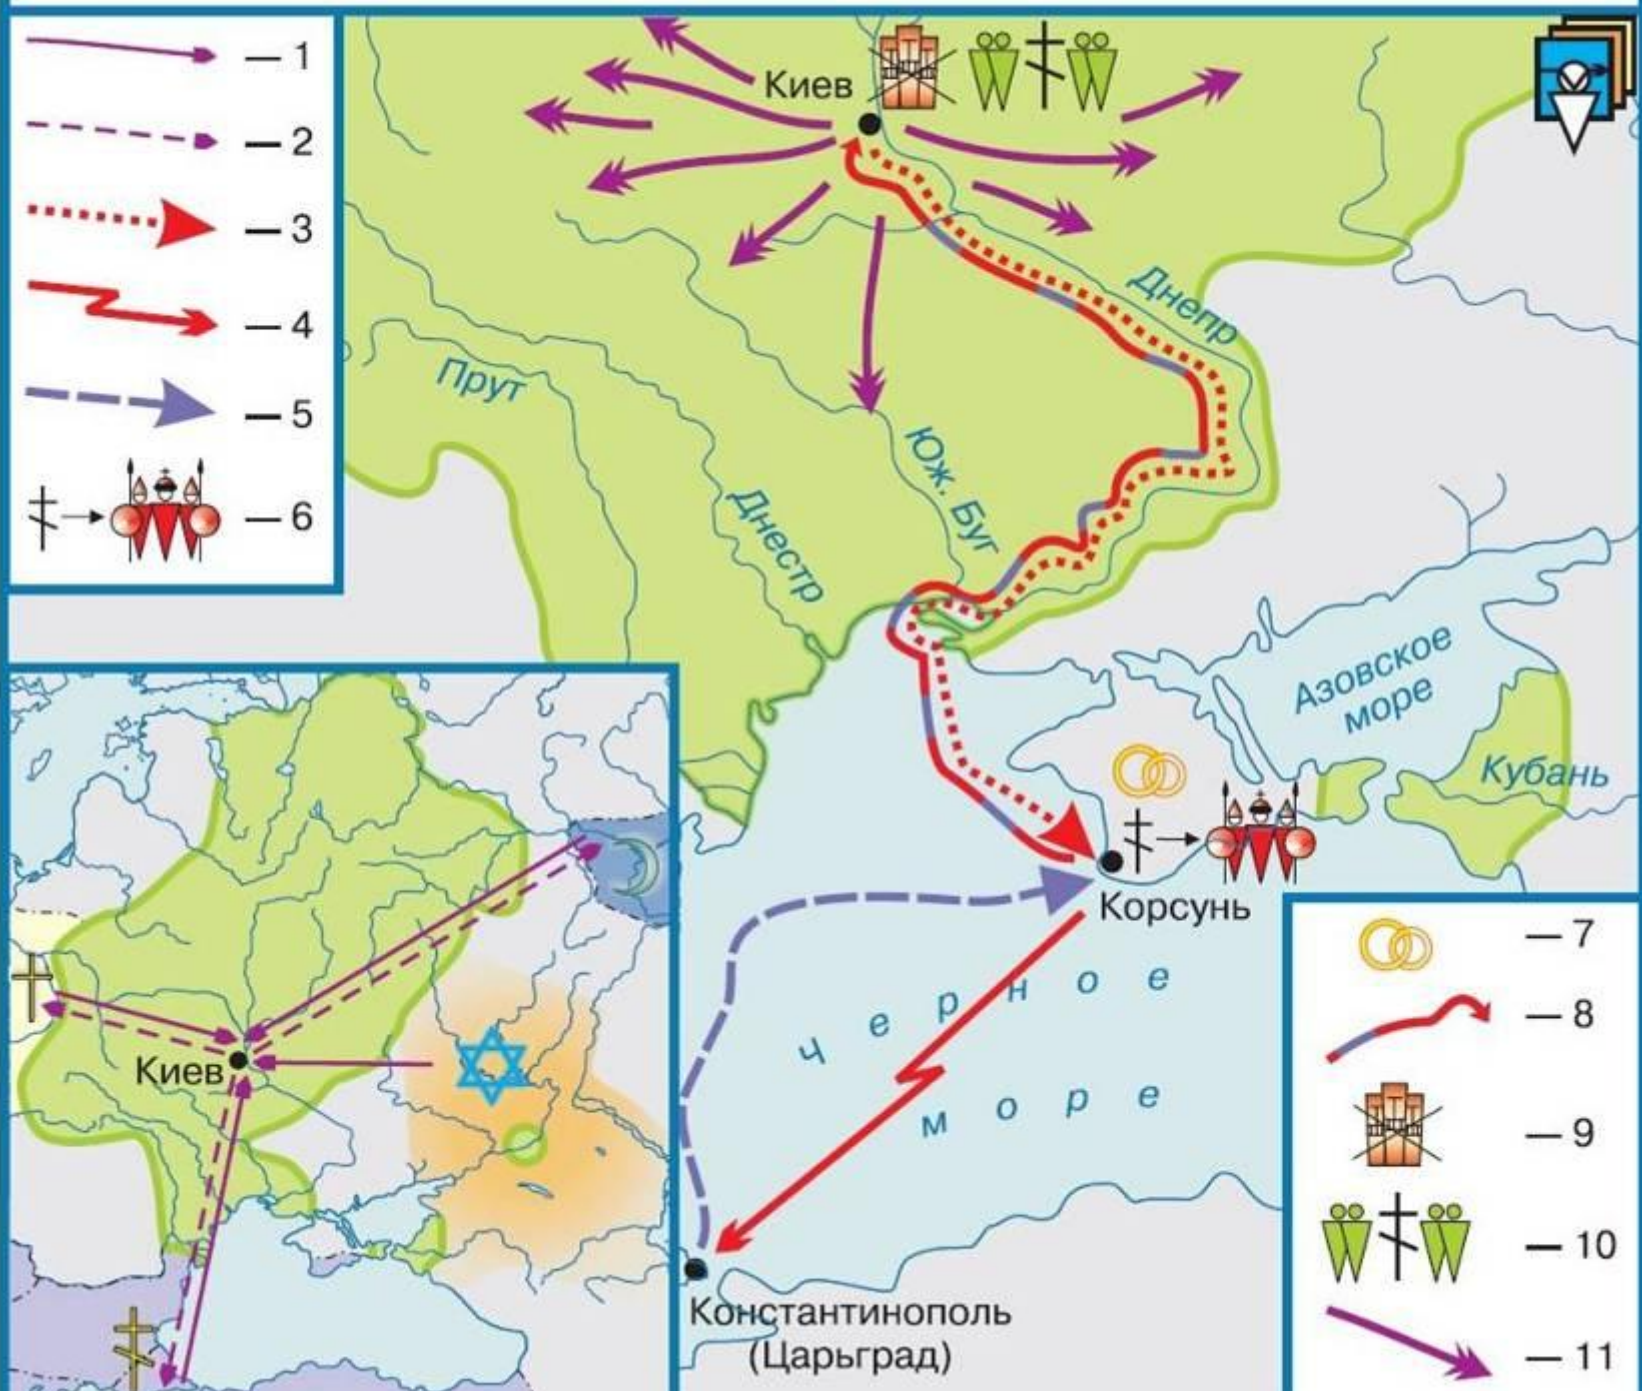 — 1
— 2
— 3
— 4
— 5
— 6
Киев
Днепр
Прут
Юж. Буг
Днестр
Азовское
море
Кубань
Корсунь
Черное
море
Константинополь
(Царьград)
Киев
— 7
— 8
— 9
— 10
— 11